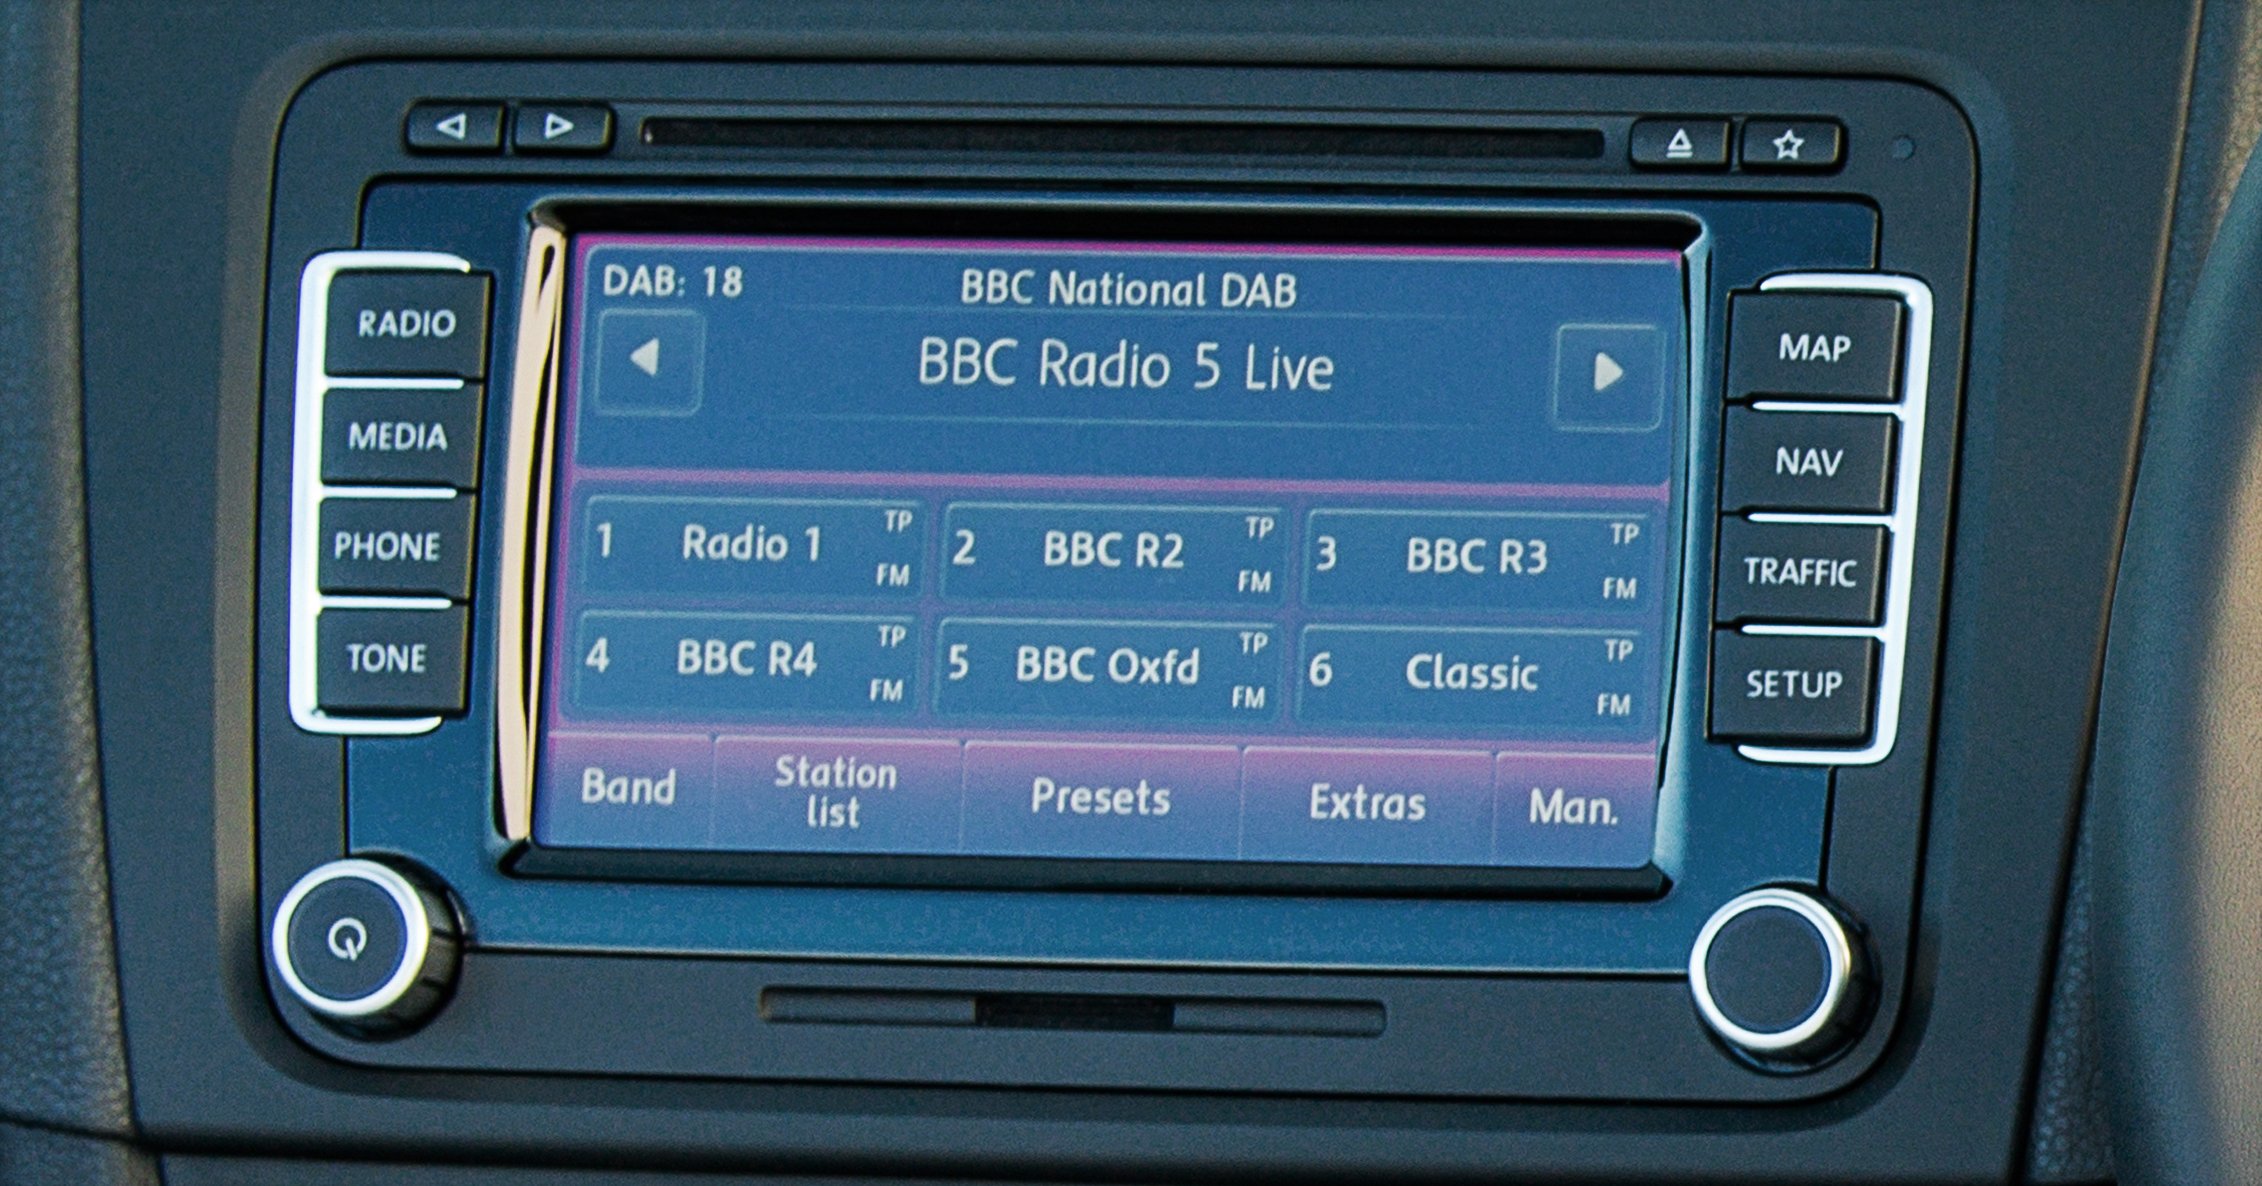 DAB: 18 BBC National DAB
BBC Radio 5 Live
RADIO
MEDIA
PHONE
TONE
1 Radio 1 TP FM
2 BBC R2 TP FM
3 BBC R3 TP FM
4 BBC R4 TP FM
5 BBC Oxfd TP FM
6 Classic TP FM
Band
Station
list
Presets
Extras
Man.
MAP
NAV
TRAFFIC
SETUP